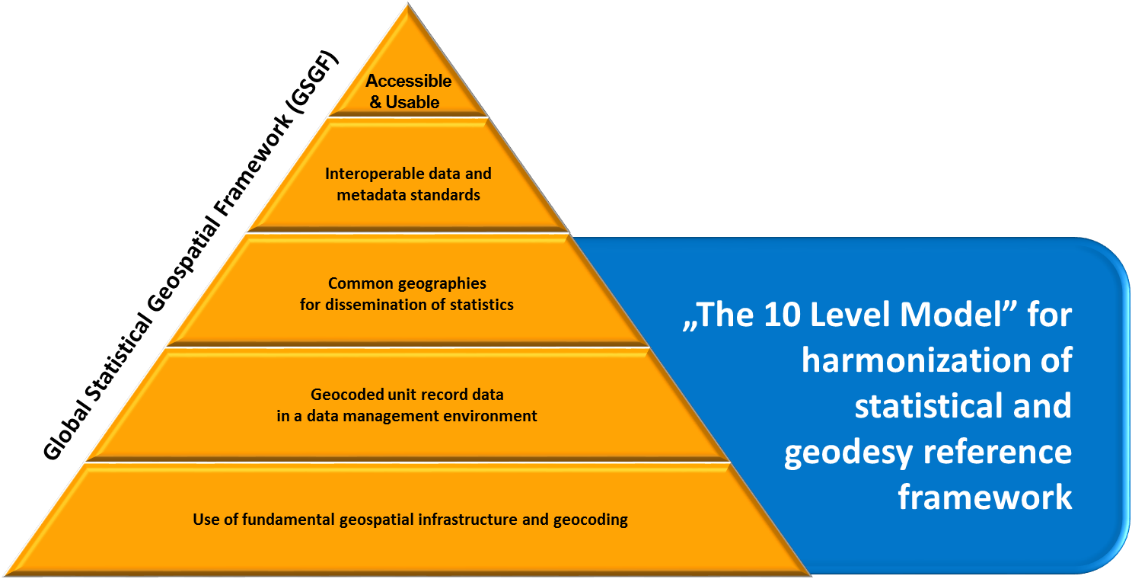 Global Statistical Geospatial Framework (GSGF)
Accessible
& Usable
Interoperable data and
metadata standards
Common geographies
for dissemination of statistics
Geocoded unit record data
in a data management environment
Use of fundamental geospatial infrastructure and geocoding
„The 10 Level Model” for
harmonization of
statistical and
geodesy reference
framework